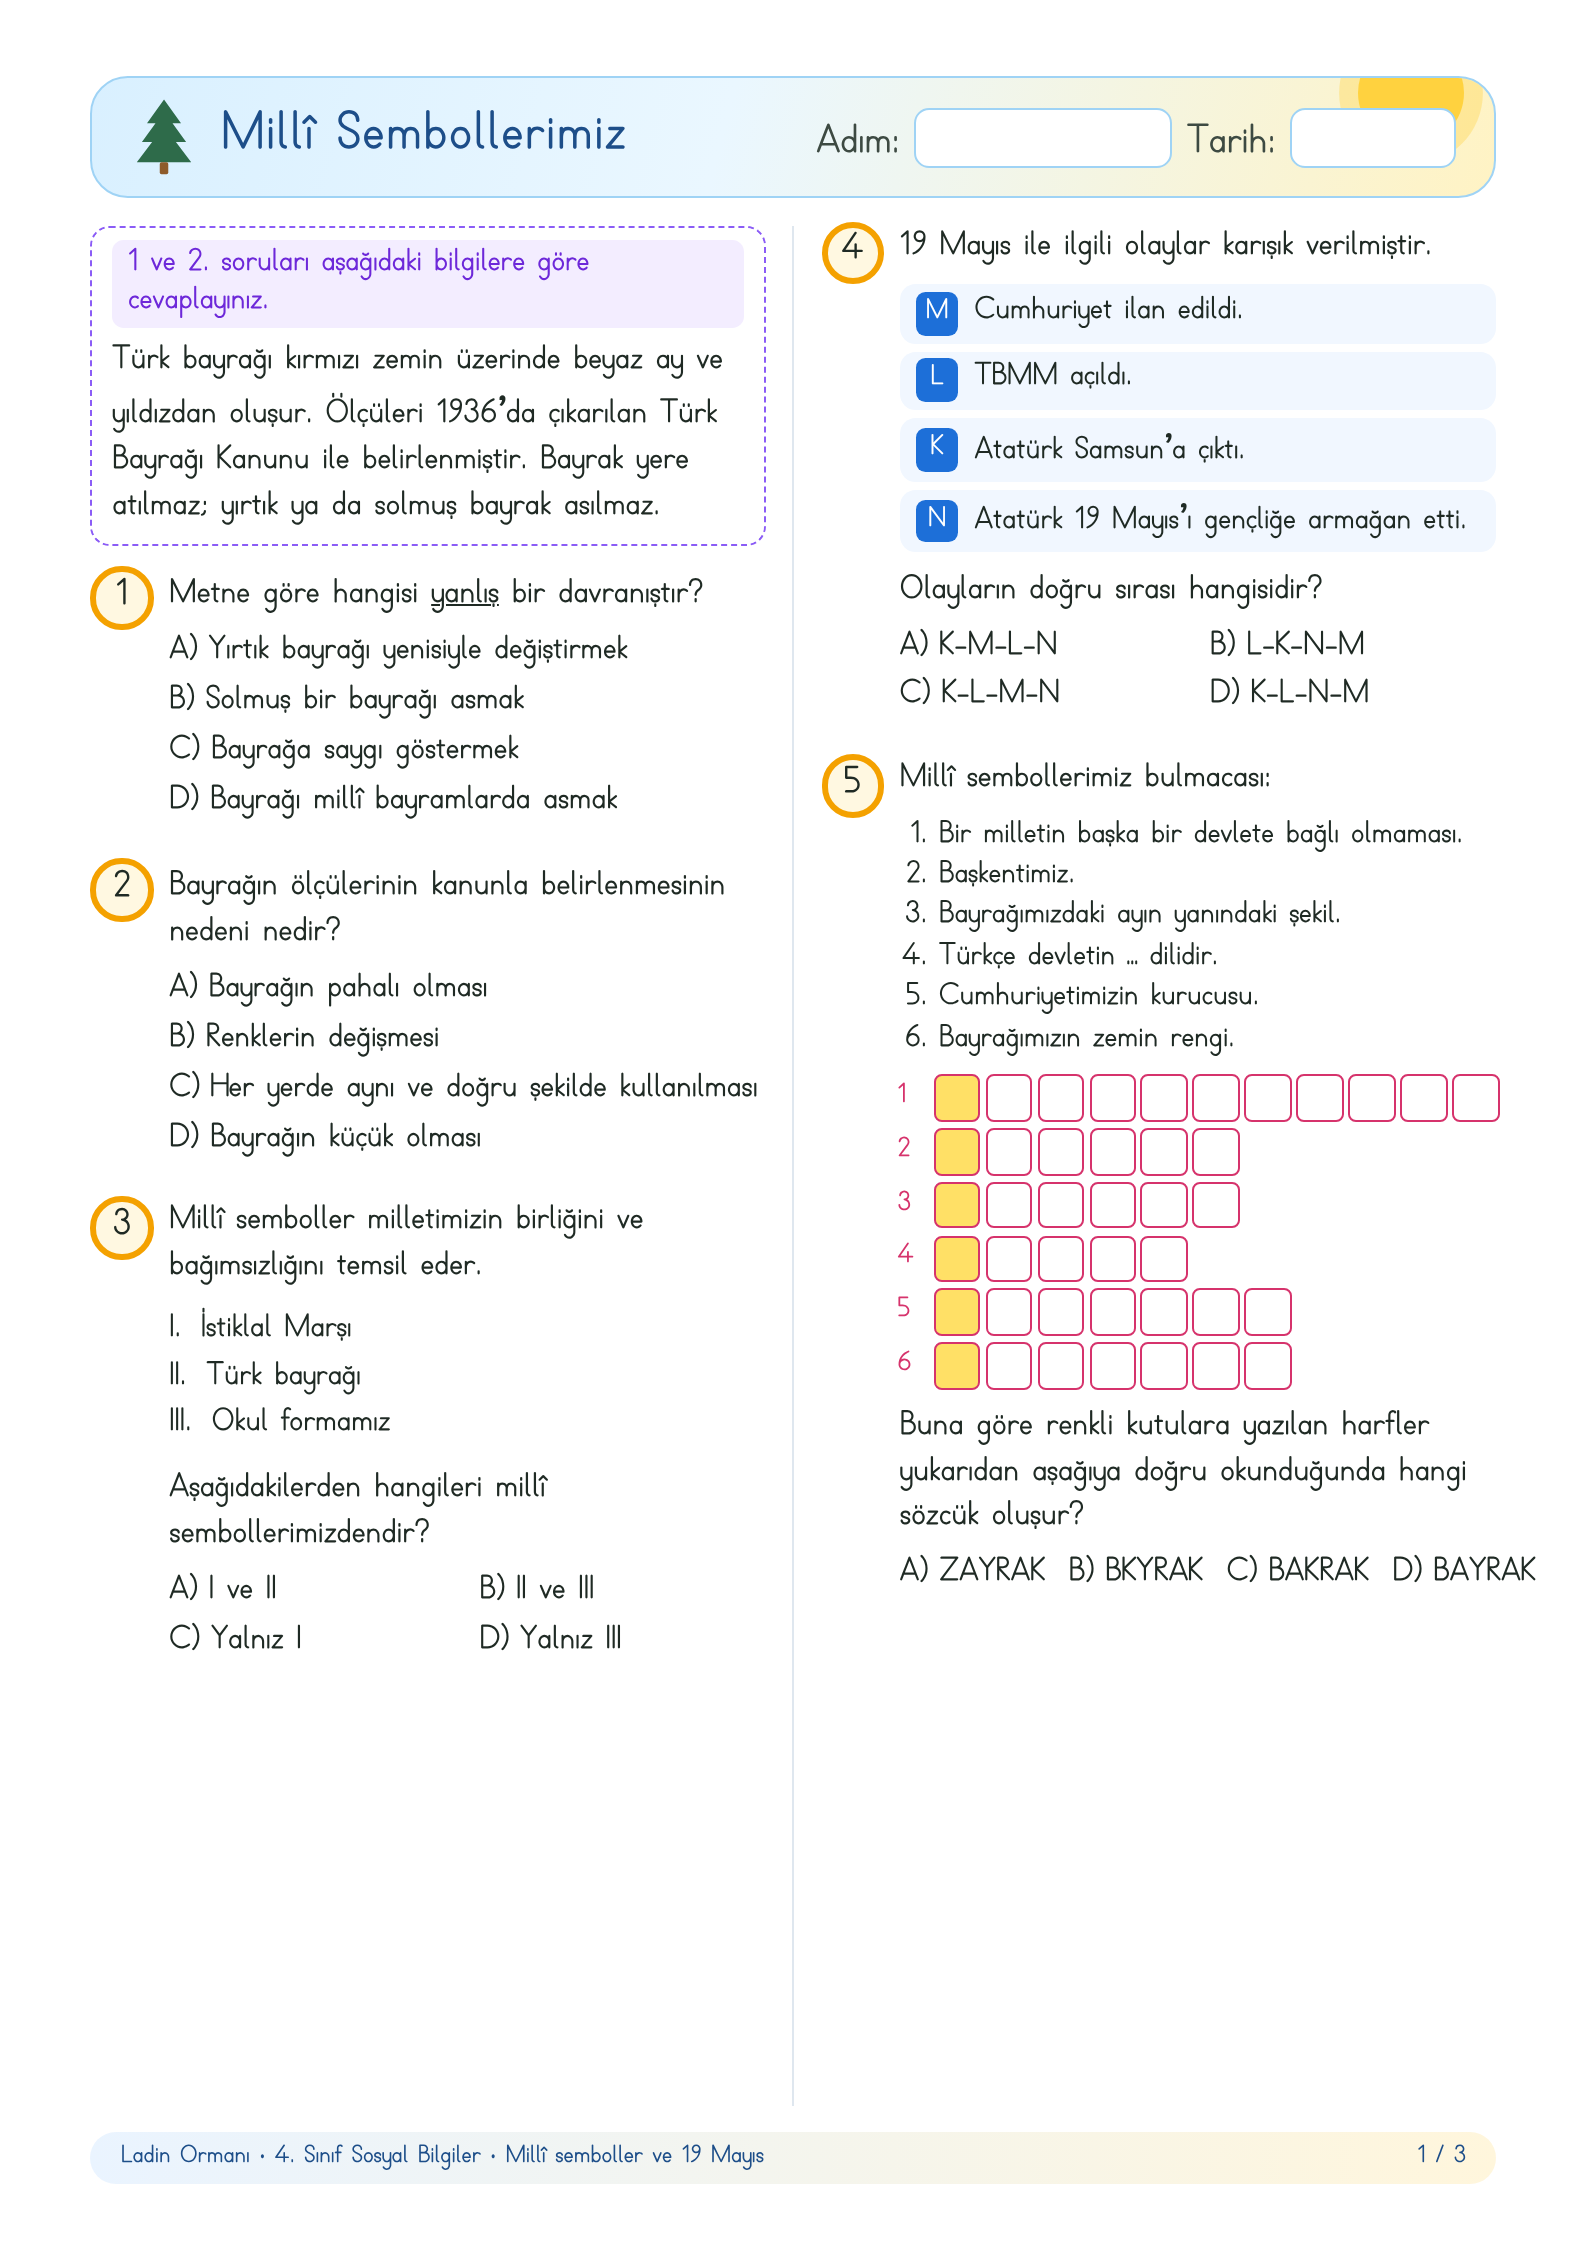 Millî Sembollerimiz
Adım:
Tarih:
1 ve 2. soruları aşağıdaki bilgilere göre
cevaplayınız.
Türk bayrağı kırmızı zemin üzerinde beyaz ay ve
yıldızdan oluşur. Ölçüleri 1936’da çıkarılan Türk
Bayrağı Kanunu ile belirlenmiştir. Bayrak yere
atılmaz; yırtık ya da solmuş bayrak asılmaz.
1 Metne göre hangisi yanlış bir davranıştır?
A) Yırtık bayrağı yenisiyle değiştirmek
B) Solmuş bir bayrağı asmak
C) Bayrağa saygı göstermek
D) Bayrağı millî bayramlarda asmak
2 Bayrağın ölçülerinin kanunla belirlenmesinin
nedeni nedir?
A) Bayrağın pahalı olması
B) Renklerin değişmesi
C) Her yerde aynı ve doğru şekilde kullanılması
D) Bayrağın küçük olması
3 Millî semboller milletimizin birliğini ve
bağımsızlığını temsil eder.
I. İstiklal Marşı
II. Türk bayrağı
III. Okul formamız
Aşağıdakilerden hangileri millî
sembollerimizdendir?
A) I ve II B) II ve III
C) Yalnız I D) Yalnız III
4 19 Mayıs ile ilgili olaylar karışık verilmiştir.
M Cumhuriyet ilan edildi.
L TBMM açıldı.
K Atatürk Samsun’a çıktı.
N Atatürk 19 Mayıs’ı gençliğe armağan etti.
Olayların doğru sırası hangisidir?
A) K-M-L-N B) L-K-N-M
C) K-L-M-N D) K-L-N-M
5 Millî sembollerimiz bulmacası:
1. Bir milletin başka bir devlete bağlı olmaması.
2. Başkentimiz.
3. Bayrağımızdaki ayın yanındaki şekil.
4. Türkçe devletin ... dilidir.
5. Cumhuriyetimizin kurucusu.
6. Bayrağımızın zemin rengi.
1
2
3
4
5
6
Buna göre renkli kutulara yazılan harfler
yukarıdan aşağıya doğru okunduğunda hangi
sözcük oluşur?
A) ZAYRAK B) BKYRAK C) BAKRAK D) BAYRAK
Ladin Ormanı • 4. Sınıf Sosyal Bilgiler • Millî semboller ve 19 Mayıs
1 / 3